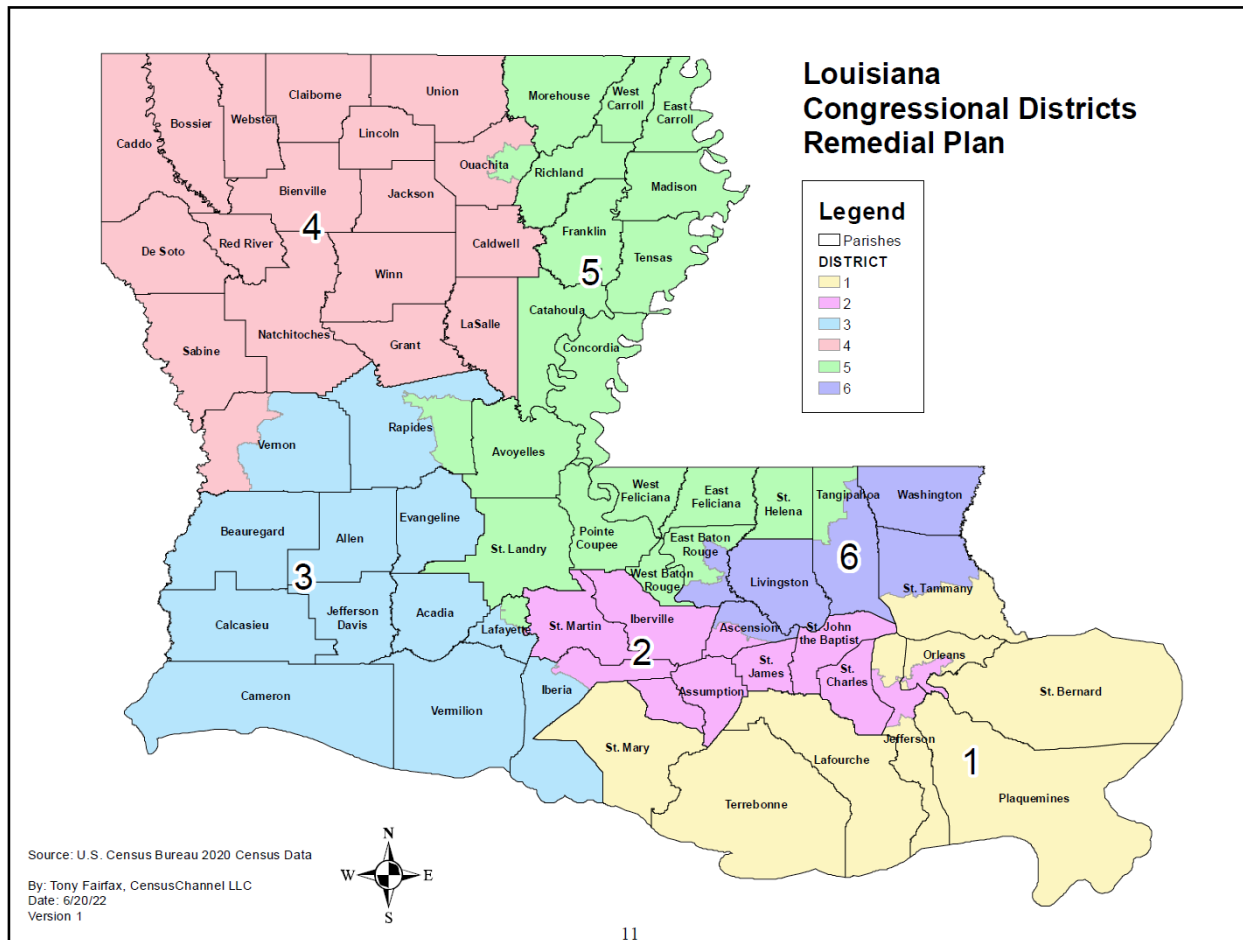 Louisiana
Congressional Districts
Remedial Plan
Legend
Parishes
DISTRICT
1
2
3
4
5
6
Caddo
Bossier
Webster
Claiborne
Union
Lincoln
Ouachita
Morehouse
West
Carroll
East
Carroll
Bienville
Jackson
Richland
Madison
4
De Soto
Red River
Winn
Caldwell
Franklin
5
Tensas
Sabine
Natchitoches
Grant
LaSalle
Catahoula
Concordia
Vernon
Rapides
Avoyelles
Beauregard
Allen
Evangeline
St. Landry
Pointe
Coupee
West
Feliciana
East
Feliciana
St.
Helena
Tangipahoa
Washington
East Baton
Rouge
West Baton
Rouge
Livingston
6
St. Tammany
3
Calcasieu
Jefferson
Davis
Acadia
Lafayette
St. Martin
Iberville
Ascension
St. John
the Baptist
2
Orleans
Cameron
Vermilion
Iberia
Assumption
St.
James
St.
Charles
St. Bernard
St. Mary
Terrebonne
Lafourche
Jefferson
1
Plaquemines
N
W
E
S
Source: U.S. Census Bureau 2020 Census Data
By: Tony Fairfax, CensusChannel LLC
Date: 6/20/22
Version 1
11